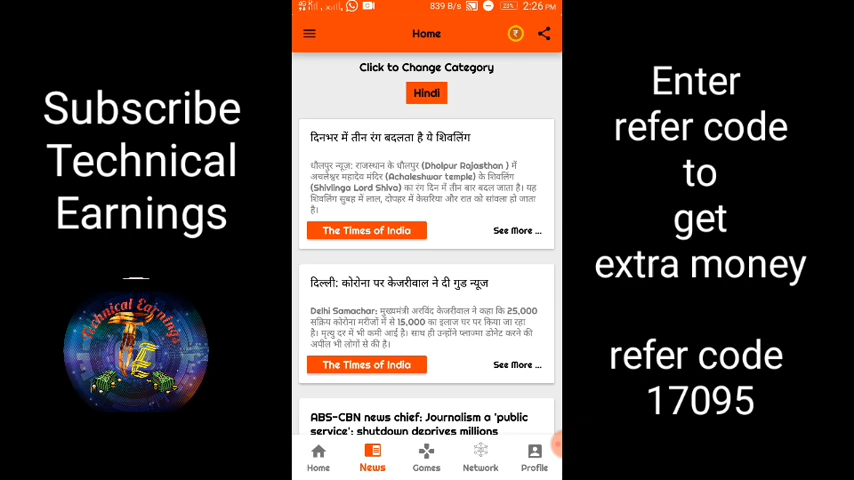 Subscribe
Technical
Earnings
Technical Earnings
TE
839 B/s 23% 2:26 PM
Home
₹
Click to Change Category
Hindi
दिनभर में तीन रंग बदलता है ये शिवलिंग
धौलपुर न्यूज़: राजस्थान के धौलपुर (Dholpur Rajasthan ) में
अचलेश्वर महादेव मंदिर (Achaleshwar temple) के शिवलिंग
(Shivlinga Lord Shiva) का रंग दिन में तीन बार बदल जाता है। यह
शिवलिंग सुबह में लाल, दोपहर में केसरिया और रात को सांवला हो जाता
है।
The Times of India
See More ...
दिल्ली: कोरोना पर केजरीवाल ने दी गुड न्यूज
Delhi Samachar: मुख्यमंत्री अरविंद केजरीवाल ने कहा कि 25,000
सक्रिय कोरोना मरीजों में से 15,000 का इलाज घर पर किया जा रहा
है। मृत्यु दर में भी कमी आई है। साथ ही उन्होंने प्लाज्मा डोनेट करने की
अपील भी लोगों से की है।
The Times of India
See More ...
ABS-CBN news chief: Journalism a 'public
service'; shutdown deprives millions
Home
News
Games
Network
Profile
Enter
refer code
to
get
extra money
refer code
17095